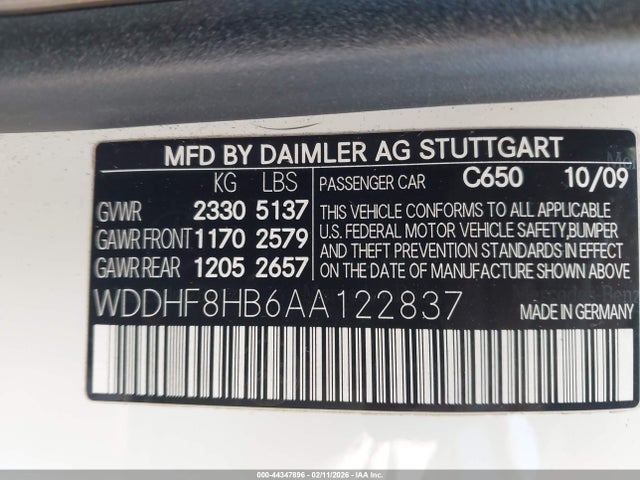 MFD BY DAIMLER AG STUTTGART
KG LBS
GVWR 2330 5137
GAWR FRONT 1170 2579
GAWR REAR 1205 2657
PASSENGER CAR C650 10/09
THIS VEHICLE CONFORMS TO ALL APPLICABLE
U.S. FEDERAL MOTOR VEHICLE SAFETY, BUMPER
AND THEFT PREVENTION STANDARDS IN EFFECT
ON THE DATE OF MANUFACTURE SHOWN ABOVE
WDDHF8HB6AA122837 MADE IN GERMANY
000-44347896 - 02/11/2026 - COPYRIGHT IAA, LLC